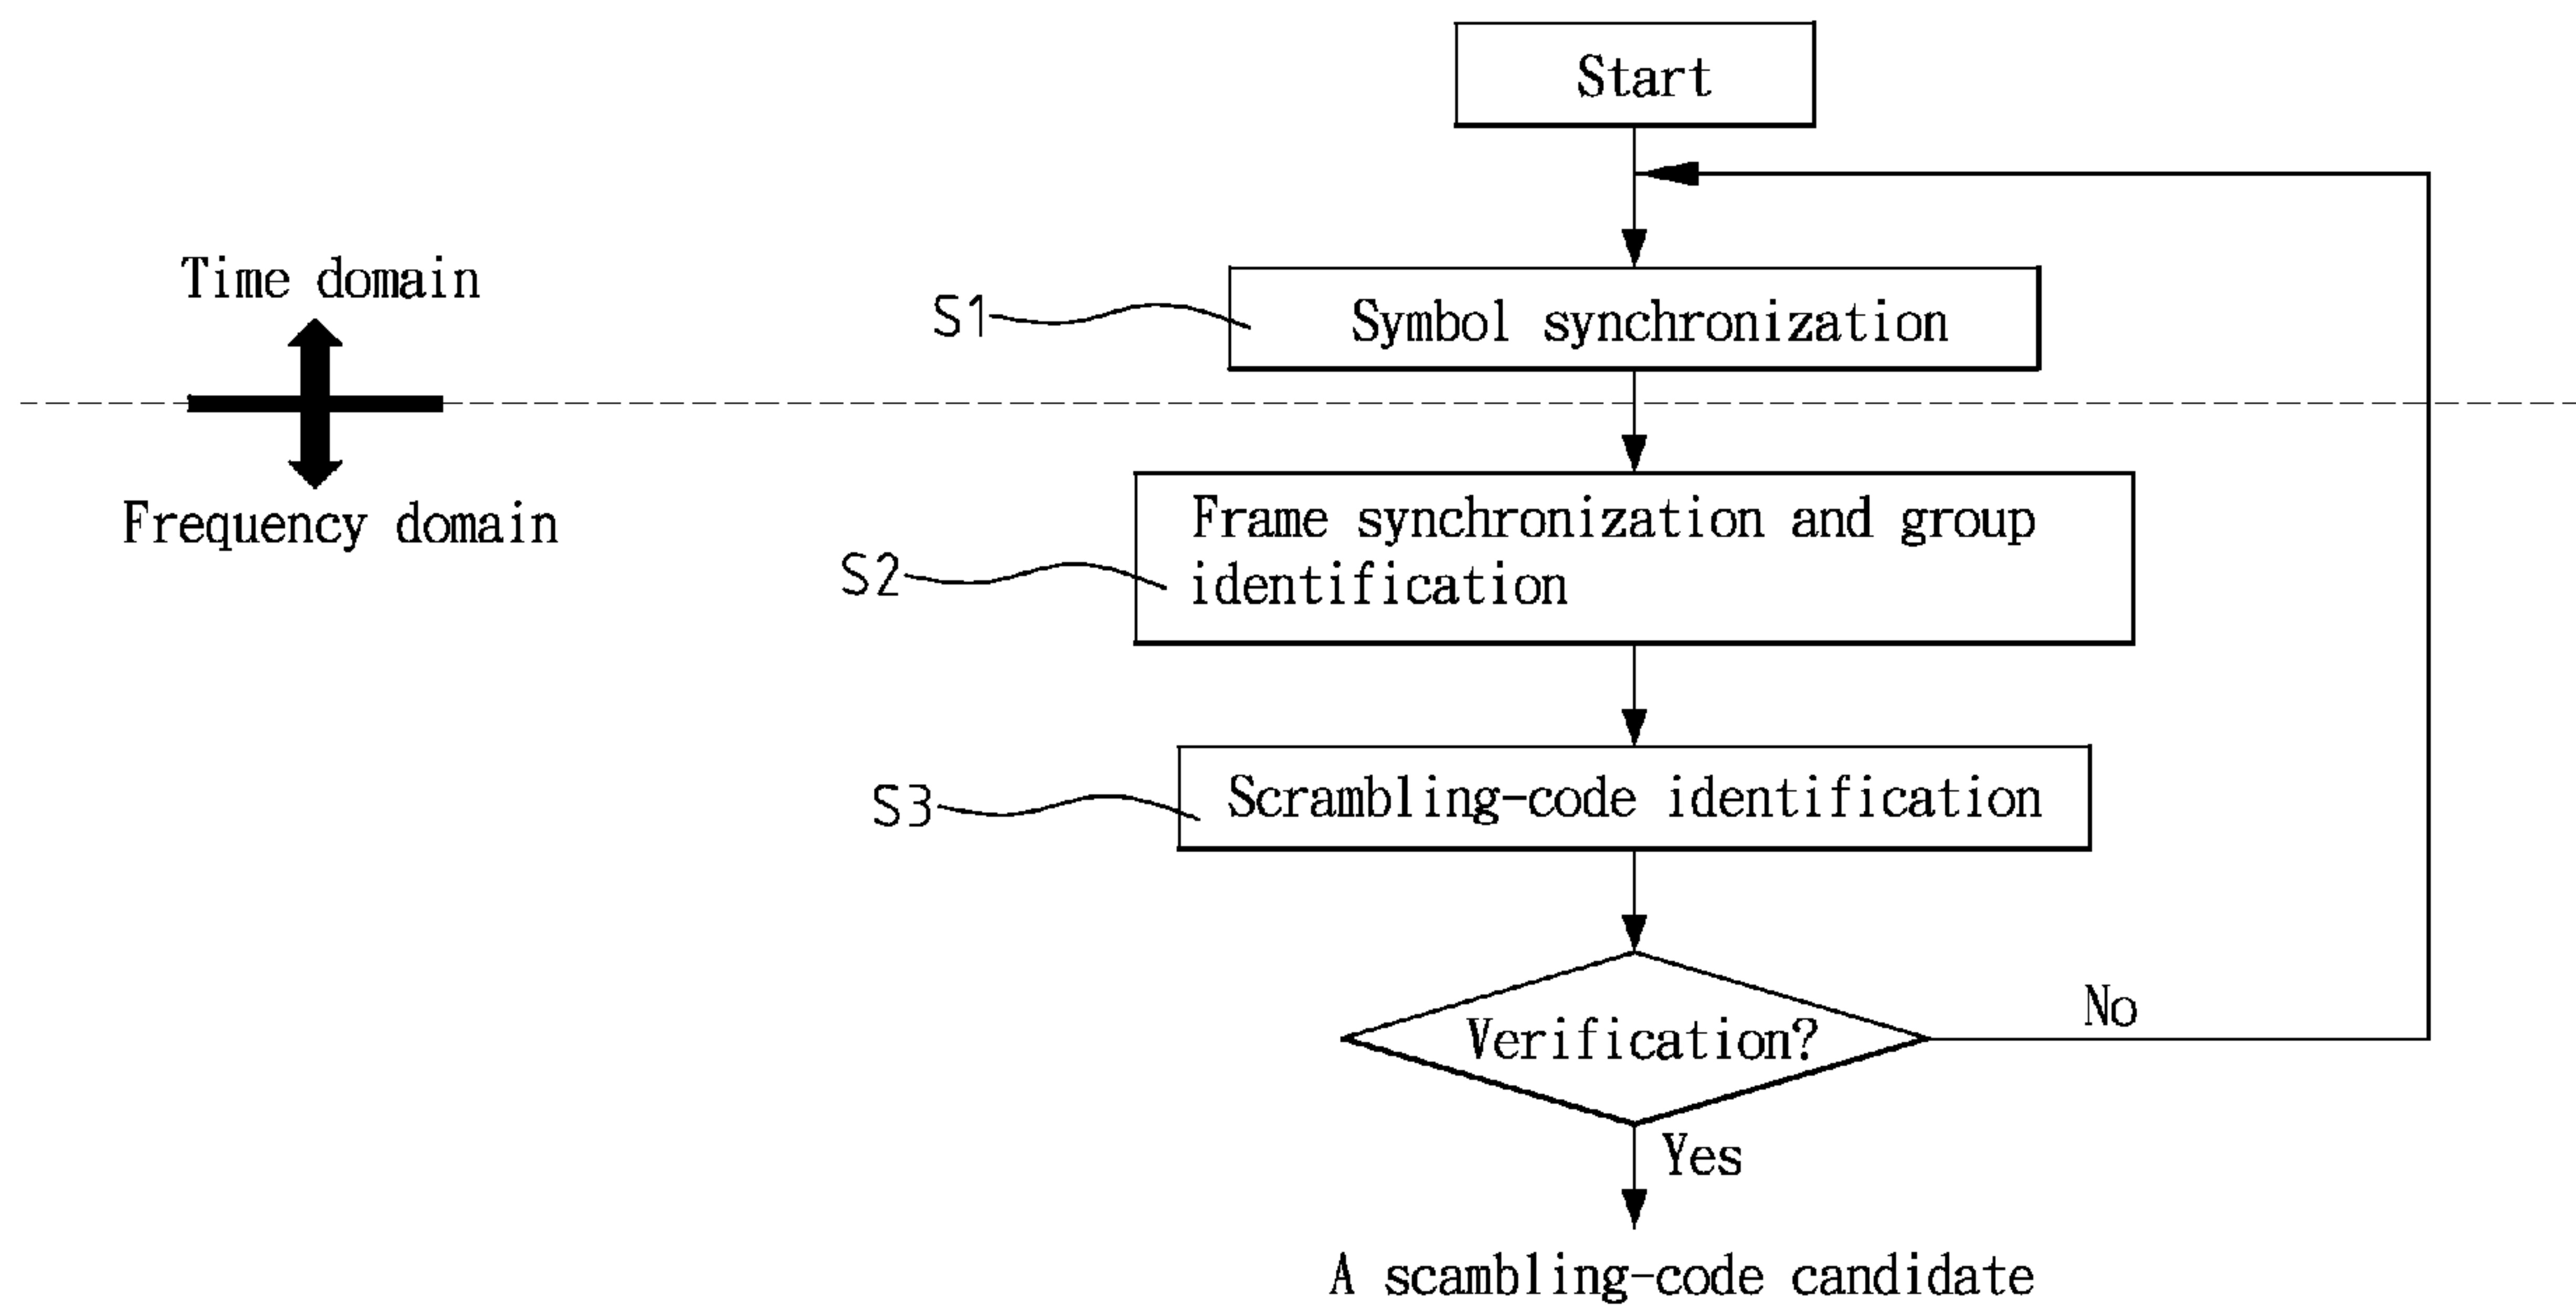 Start
Time domain
S1
Symbol synchronization
Frequency domain
S2
Frame synchronization and group
identification
S3
Scrambling-code identification
Verification?
No
Yes
A scambling-code candidate